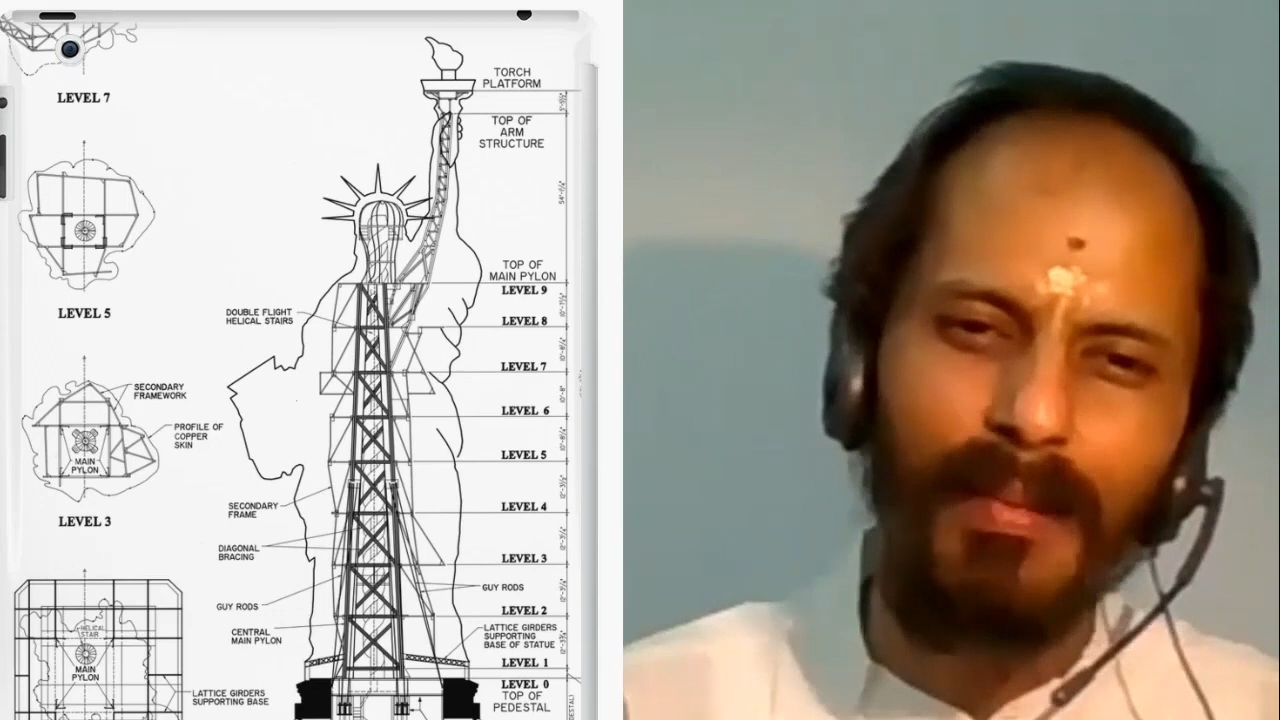 LEVEL 7
LEVEL 5
SECONDARY
FRAMEWORK
PROFILE OF
COPPER
SKIN
MAIN
PYLON
LEVEL 3
HELICAL
STAIR
MAIN
PYLON
LATTICE GIRDERS
SUPPORTING BASE
TORCH
PLATFORM
TOP OF
ARM
STRUCTURE
TOP OF
MAIN PYLON
LEVEL 9
DOUBLE FLIGHT
HELICAL STAIRS
LEVEL 8
LEVEL 7
LEVEL 6
LEVEL 5
SECONDARY
FRAME
LEVEL 4
DIAGONAL
BRACING
LEVEL 3
GUY RODS
GUY RODS
LEVEL 2
CENTRAL
MAIN PYLON
LATTICE GIRDERS
SUPPORTING
BASE OF STATUE
LEVEL 1
LEVEL 0
TOP OF
PEDESTAL